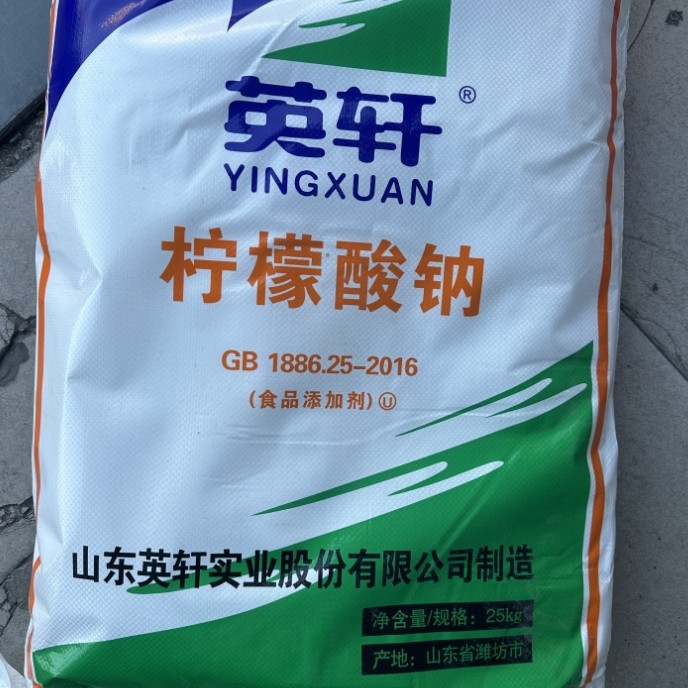 英轩®
YINGXUAN
柠檬酸钠
GB 1886.25-2016
(食品添加剂)Ⓤ
山东英轩实业股份有限公司制造
净含量/规格：25kg
产地：山东省潍坊市